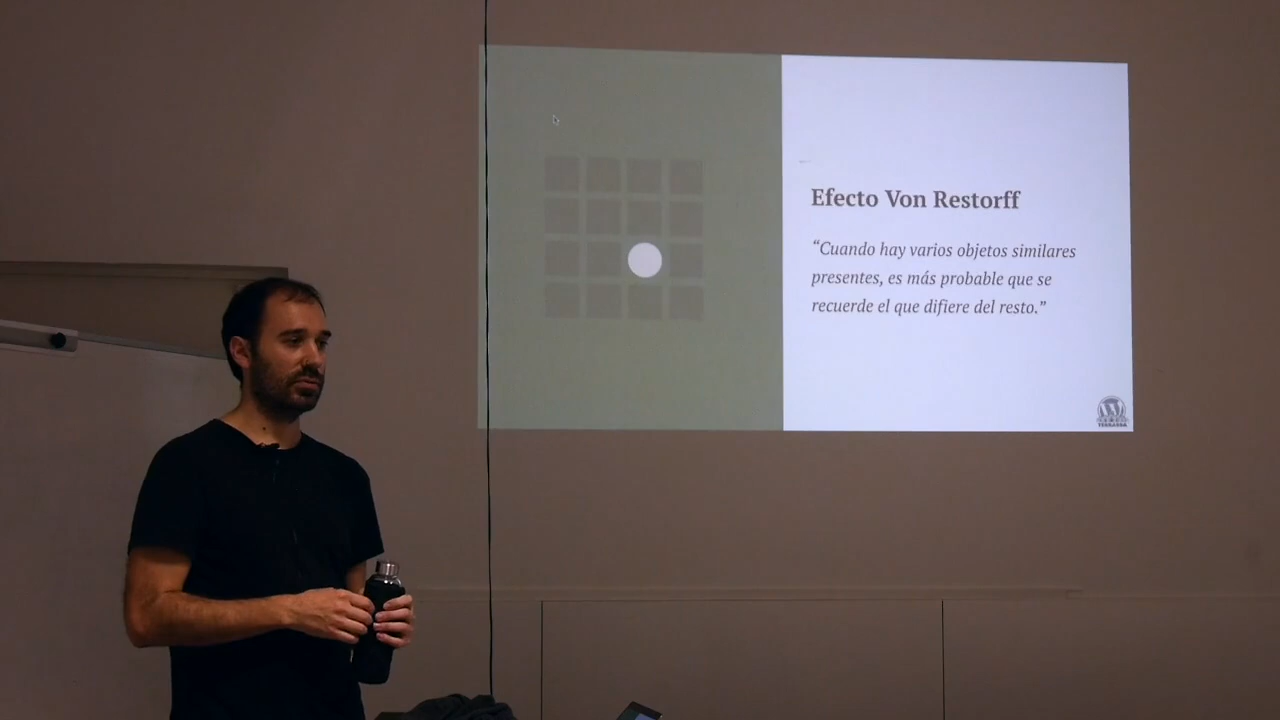 Efecto Von Restorff
“Cuando hay varios objetos similares
presentes, es más probable que se
recuerde el que difiere del resto.”
TERRASSA